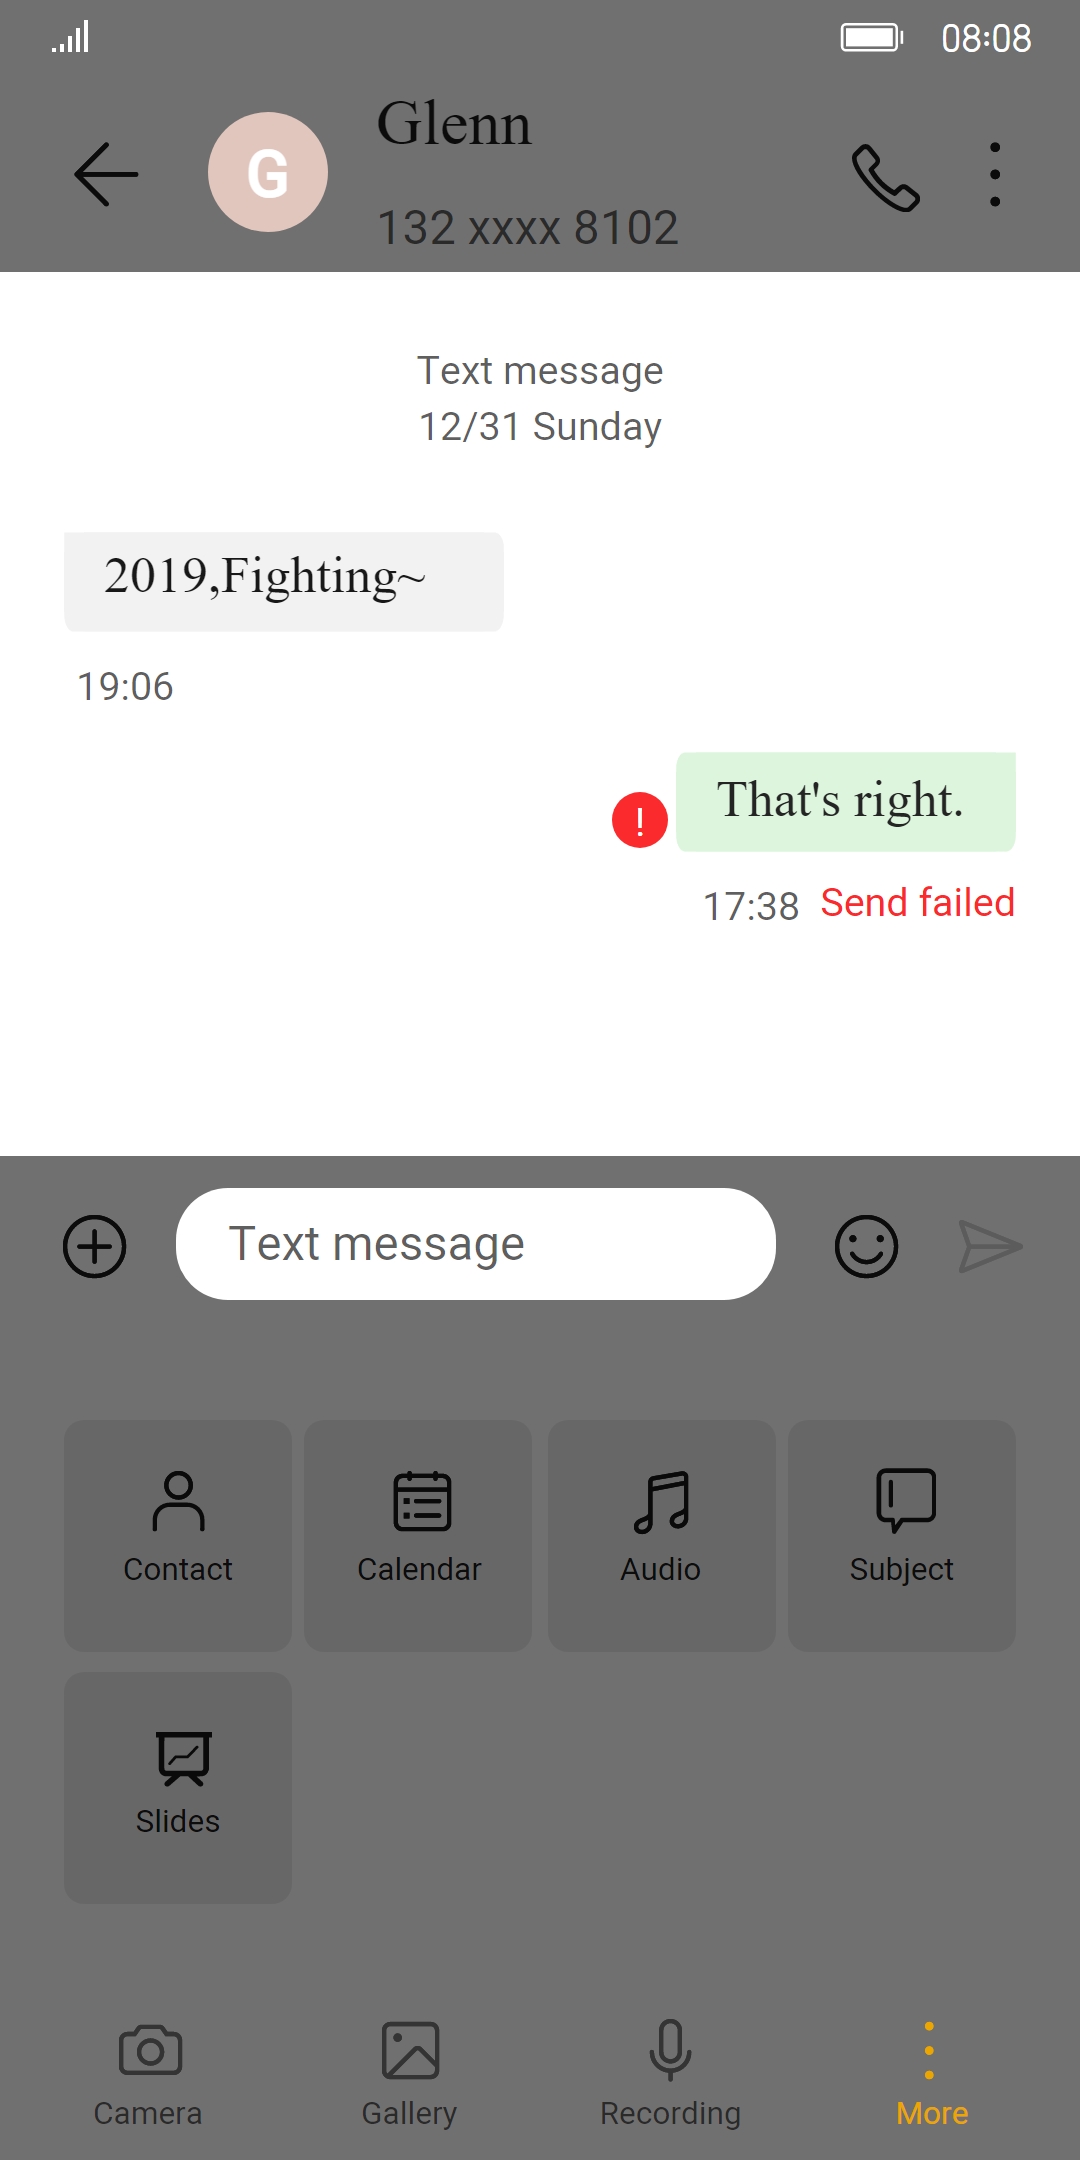 08:08
G
Glenn
132 xxxx 8102
Text message
12/31 Sunday
2019,Fighting~
19:06
!
That's right.
17:38 Send failed
Text message
Contact Calendar Audio Subject
Slides
Camera Gallery Recording More